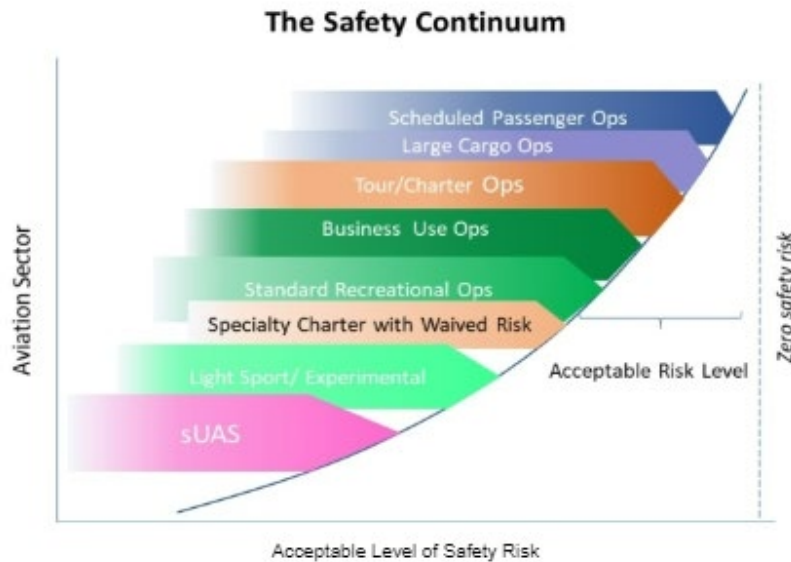 The Safety Continuum
Scheduled Passenger Ops
Large Cargo Ops
Tour/Charter Ops
Business Use Ops
Standard Recreational Ops
Specialty Charter with Waived Risk
Light Sport/ Experimental
sUAS
Acceptable Risk Level
Aviation Sector
Zero safety risk
Acceptable Level of Safety Risk